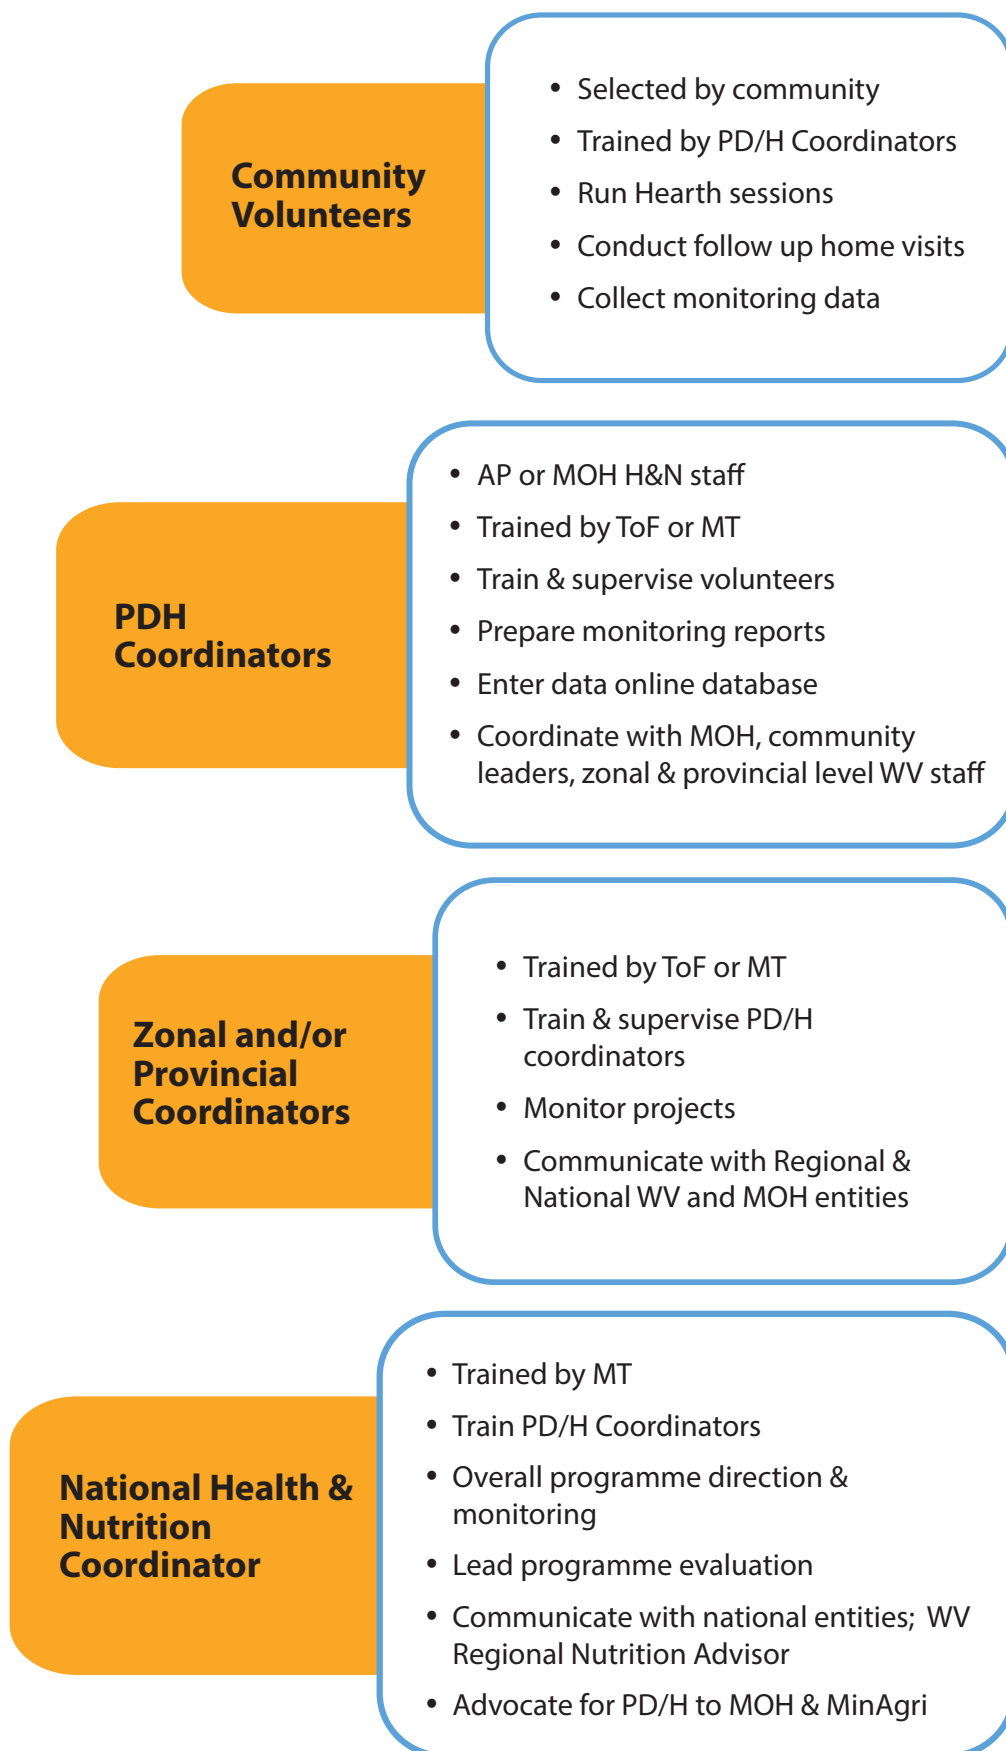 Community
Volunteers
• Selected by community
• Trained by PD/H Coordinators
• Run Hearth sessions
• Conduct follow up home visits
• Collect monitoring data
PDH
Coordinators
• AP or MOH H&N staff
• Trained by ToF or MT
• Train & supervise volunteers
• Prepare monitoring reports
• Enter data online database
• Coordinate with MOH, community
leaders, zonal & provincial level WV staff
Zonal and/or
Provincial
Coordinators
• Trained by ToF or MT
• Train & supervise PD/H
coordinators
• Monitor projects
• Communicate with Regional &
National WV and MOH entities
National Health &
Nutrition
Coordinator
• Trained by MT
• Train PD/H Coordinators
• Overall programme direction &
monitoring
• Lead programme evaluation
• Communicate with national entities; WV
Regional Nutrition Advisor
• Advocate for PD/H to MOH & MinAgri